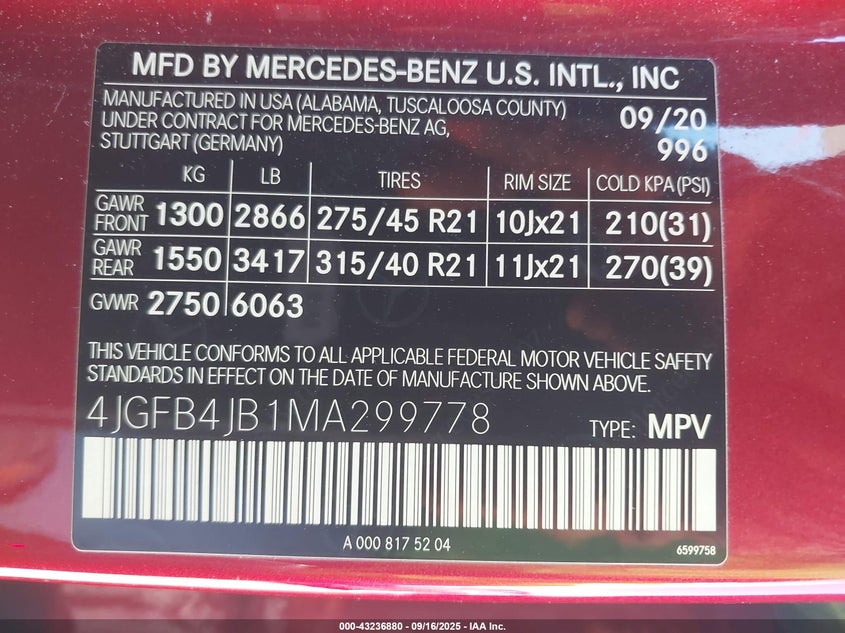 MFD BY MERCEDES-BENZ U.S. INTL., INC
MANUFACTURED IN USA (ALABAMA, TUSCALOOSA COUNTY)
UNDER CONTRACT FOR MERCEDES-BENZ AG,
STUTTGART (GERMANY)
09/20
996
KG LB TIRES RIM SIZE COLD KPA (PSI)
GAWR FRONT 1300 2866 275/45 R21 10Jx21 210(31)
GAWR REAR 1550 3417 315/40 R21 11Jx21 270(39)
GVWR 2750 6063
THIS VEHICLE CONFORMS TO ALL APPLICABLE FEDERAL MOTOR VEHICLE SAFETY
STANDARDS IN EFFECT ON THE DATE OF MANUFACTURE SHOWN ABOVE.
4JGFB4JB1MA299778 TYPE: MPV
A 000 817 52 04
6599758
000-43236880 - 09/16/2025 - IAA Inc.